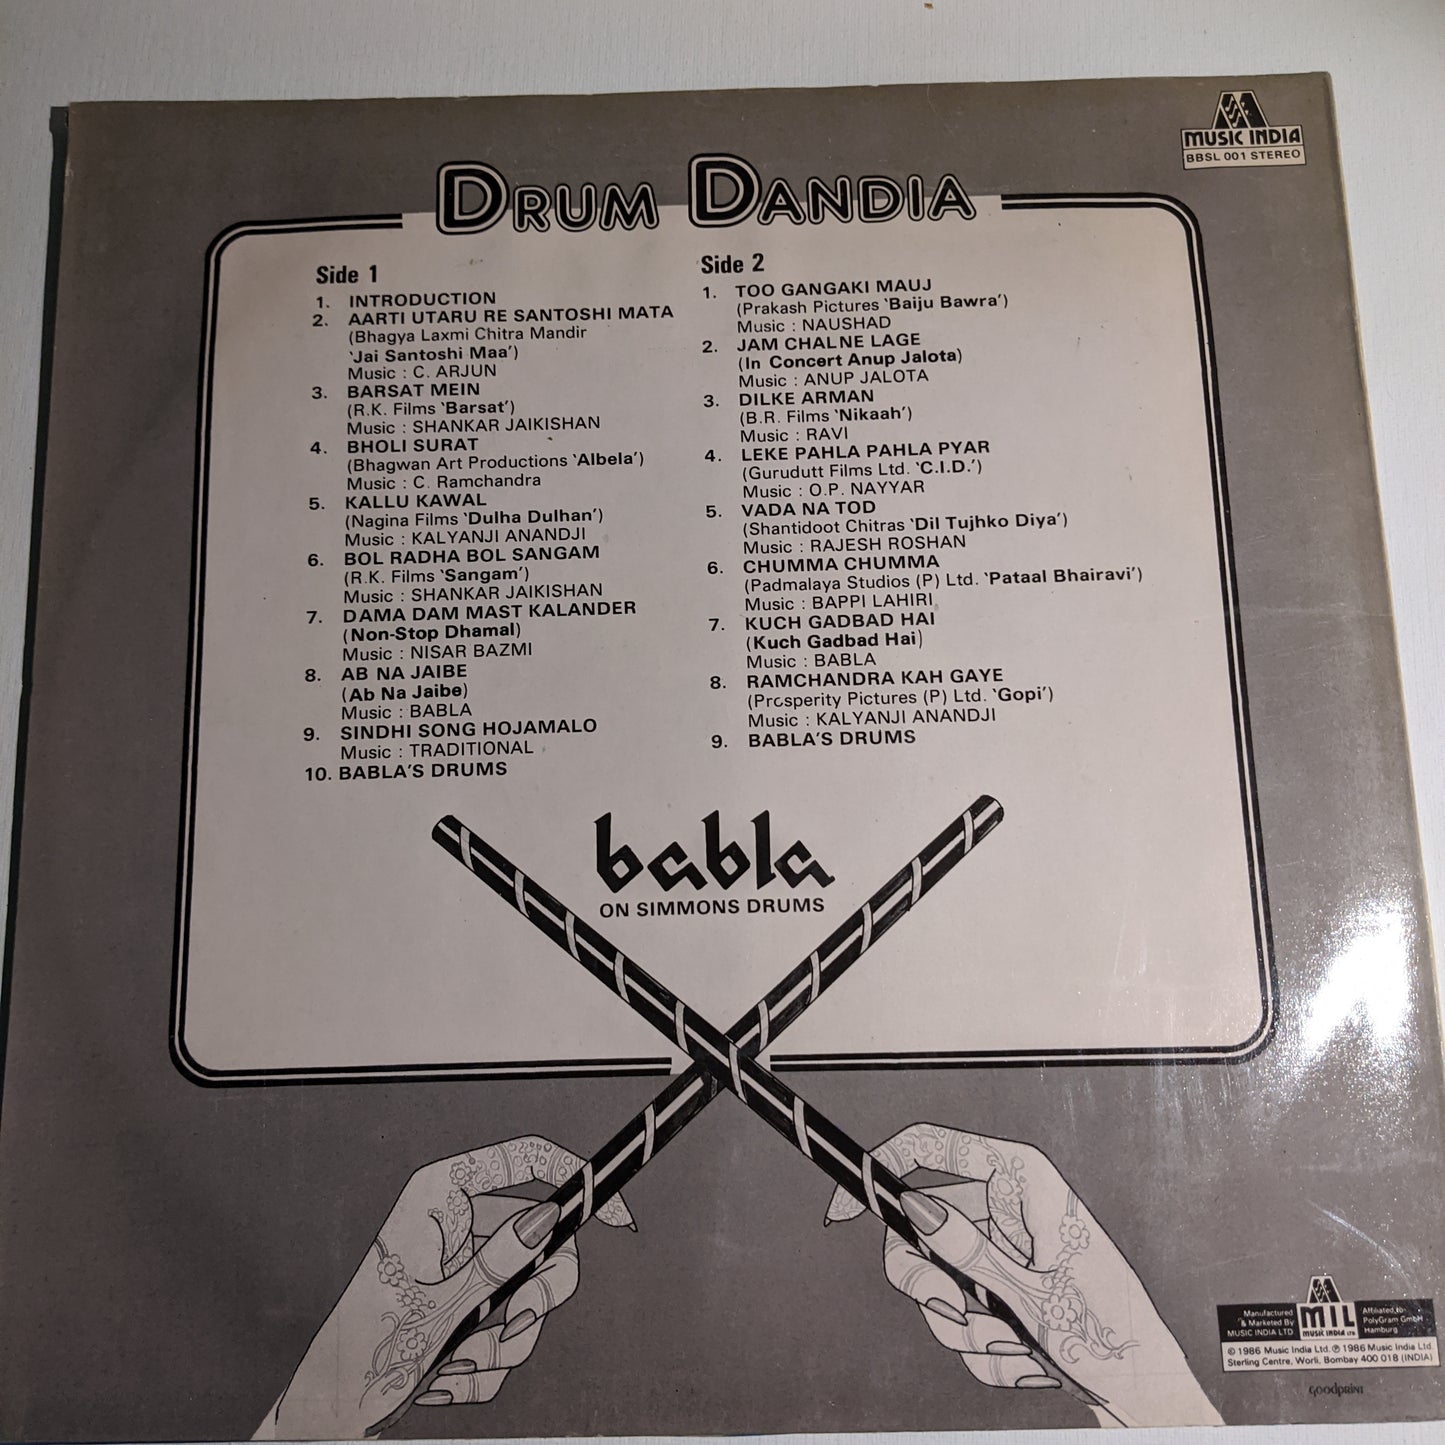 MUSIC INDIA
BBSL 001 STEREO
DRUM DANDIA
Side 1
1. INTRODUCTION
2. AARTI UTARU RE SANTOSHI MATA
(Bhagya Laxmi Chitra Mandir
'Jai Santoshi Maa')
Music : C. ARJUN
3. BARSAT MEIN
(R.K. Films 'Barsat')
Music : SHANKAR JAIKISHAN
4. BHOLI SURAT
(Bhagwan Art Productions 'Albela')
Music : C. Ramchandra
5. KALLU KAWAL
(Nagina Films 'Dulha Dulhan')
Music : KALYANJI ANANDJI
6. BOL RADHA BOL SANGAM
(R.K. Films 'Sangam')
Music : SHANKAR JAIKISHAN
7. DAMA DAM MAST KALANDER
(Non-Stop Dhamal)
Music : NISAR BAZMI
8. AB NA JAIBE
(Ab Na Jaibe)
Music : BABLA
9. SINDHI SONG HOJAMALO
Music : TRADITIONAL
10. BABLA'S DRUMS
Side 2
1. TOO GANGAKI MAUJ
(Prakash Pictures 'Baiju Bawra')
Music : NAUSHAD
2. JAM CHALNE LAGE
(In Concert Anup Jalota)
Music : ANUP JALOTA
3. DILKE ARMAN
(B.R. Films 'Nikaah')
Music : RAVI
4. LEKE PAHLA PAHLA PYAR
(Gurudutt Films Ltd. 'C.I.D.')
Music : O.P. NAYYAR
5. VADA NA TOD
(Shantidoot Chitras 'Dil Tujhko Diya')
Music : RAJESH ROSHAN
6. CHUMMA CHUMMA
(Padmalaya Studios (P) Ltd. 'Pataal Bhairavi')
Music : BAPPI LAHIRI
7. KUCH GADBAD HAI
(Kuch Gadbad Hai)
Music : BABLA
8. RAMCHANDRA KAH GAYE
(Prosperity Pictures (P) Ltd. 'Gopi')
Music : KALYANJI ANANDJI
9. BABLA'S DRUMS
babla
ON SIMMONS DRUMS
Manufactured
& Marketed By
MUSIC INDIA LTD.
MIL
MUSIC INDIA LTD
Affiliated to
PolyGram GmbH
Hamburg
© 1986 Music India Ltd. ℗ 1986 Music India Ltd.
Sterling Centre, Worli, Bombay 400 018 (INDIA)
goodprint